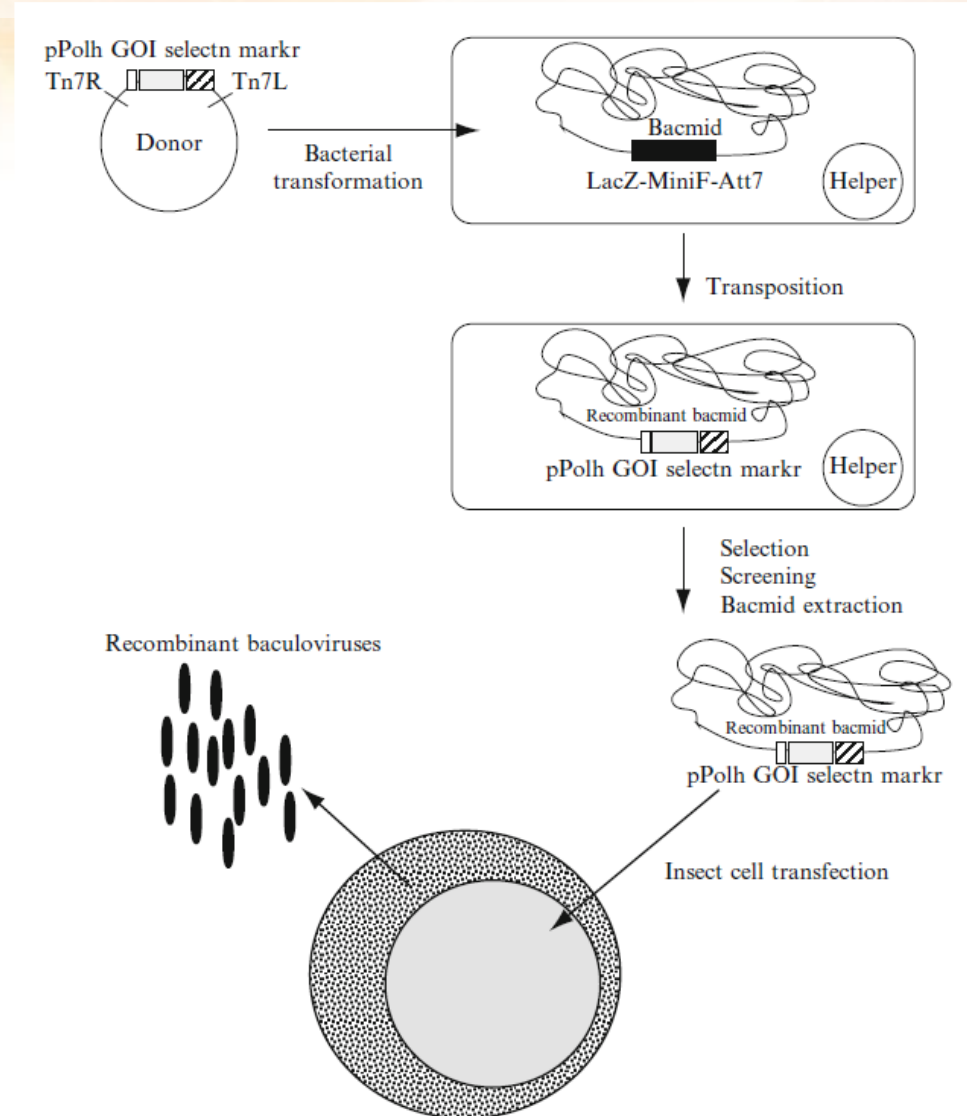 pPolh GOI selectn markr
Tn7R
Tn7L
Donor
Bacterial
transformation
Bacmid
LacZ-MiniF-Att7
Helper
Transposition
Recombinant bacmid
pPolh GOI selectn markr
Helper
Selection
Screening
Bacmid extraction
Recombinant baculoviruses
Recombinant bacmid
pPolh GOI selectn markr
Insect cell transfection